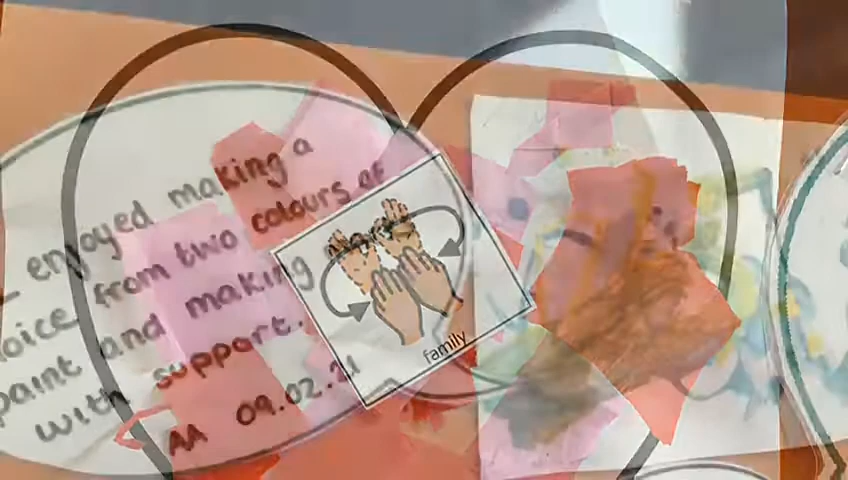 I enjoyed making a
choice from two colours of
paint and making
with support.
AA 09.02.21
family